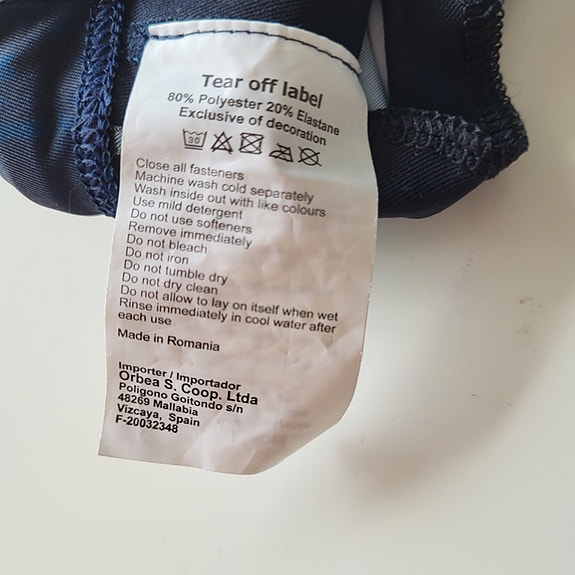 Tear off label
80% Polyester 20% Elastane
Exclusive of decoration
30
Close all fasteners
Machine wash cold separately
Wash inside out with like colours
Use mild detergent
Do not use softeners
Remove immediately
Do not bleach
Do not iron
Do not tumble dry
Do not dry clean
Do not allow to lay on itself when wet
Rinse immediately in cool water after
each use
Made in Romania
Importer / Importador
Orbea S. Coop. Ltda
Poligono Goitondo s/n
48269 Mallabia
Vizcaya, Spain
F-20032348